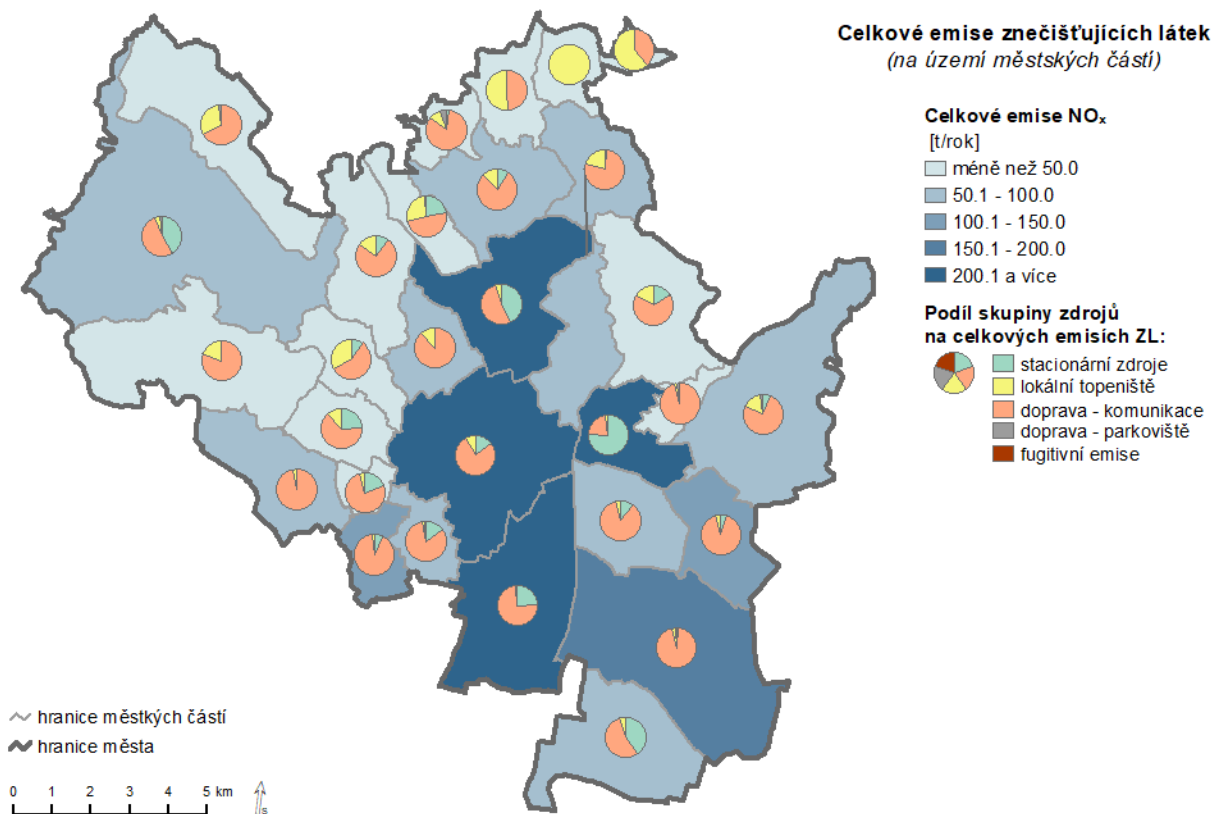 Celkové emise znečišťujících látek
(na území městských částí)
Celkové emise NOₓ
[t/rok]
méně než 50.0
50.1 - 100.0
100.1 - 150.0
150.1 - 200.0
200.1 a více
Podíl skupiny zdrojů
na celkových emisích ZL:
stacionární zdroje
lokální topeniště
doprava - komunikace
doprava - parkoviště
fugitivní emise
hranice městkých částí
hranice města
0 1 2 3 4 5 km
s